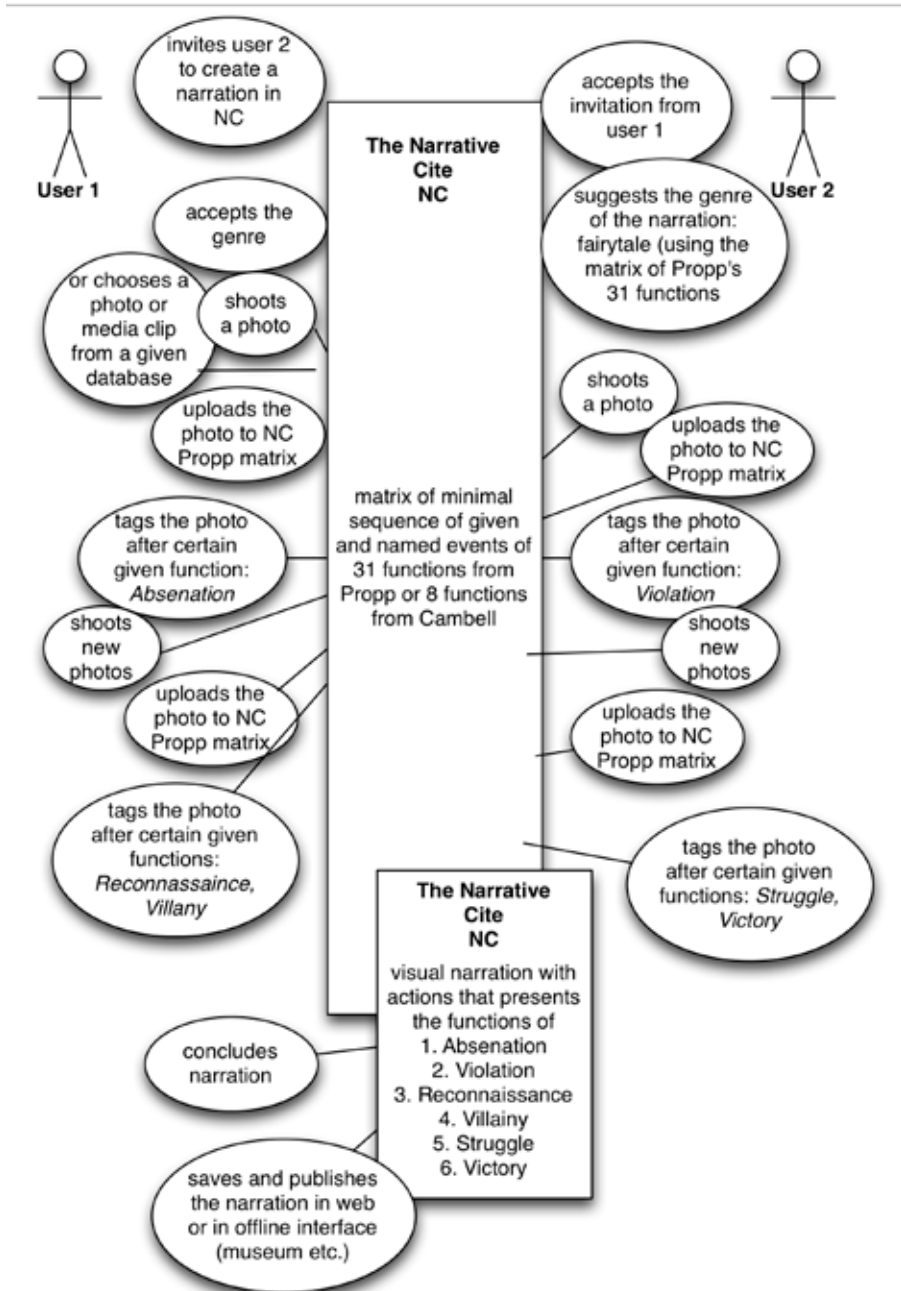 invites user 2
to create a
narration in
NC
accepts the
invitation from
user 1
User 1
User 2
The Narrative
Cite
NC
accepts the
genre
suggests the genre
of the narration:
fairytale (using the
matrix of Propp's
31 functions
or chooses a
photo or
media clip
from a given
database
shoots
a photo
uploads the
photo to NC
Propp matrix
shoots
a photo
uploads the
photo to NC
Propp matrix
matrix of minimal
sequence of given
and named events of
31 functions from
Propp or 8 functions
from Cambell
tags the photo
after certain
given function:
Absenation
tags the photo
after certain
given function:
Violation
shoots
new
photos
shoots
new
photos
uploads the
photo to NC
Propp matrix
uploads the
photo to NC
Propp matrix
tags the photo
after certain given
functions:
Reconnassaince,
Villany
tags the photo
after certain given
functions: Struggle,
Victory
The Narrative
Cite
NC
visual narration with
actions that presents
the functions of
1. Absenation
2. Violation
3. Reconnaissance
4. Villainy
5. Struggle
6. Victory
concludes
narration
saves and publishes
the narration in web
or in offline interface
(museum etc.)